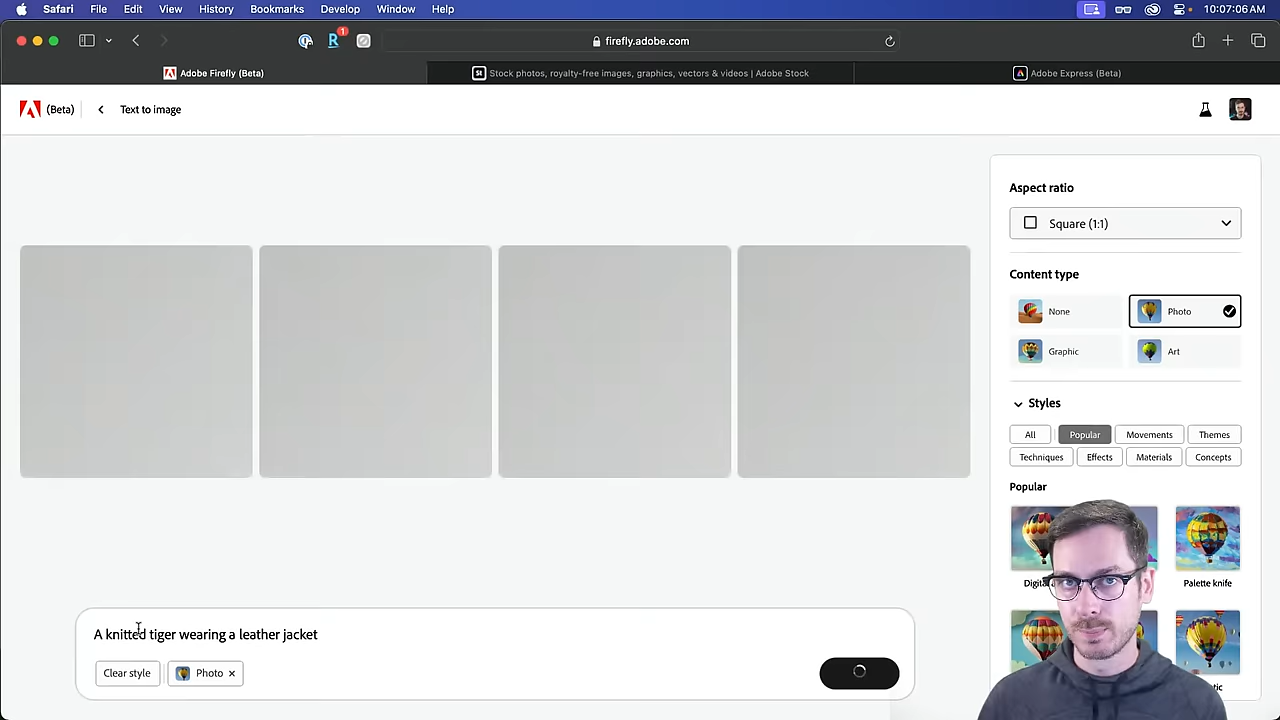 Safari File Edit View History Bookmarks Develop Window Help 10:07:06 AM
R 1 firefly.adobe.com
Adobe Firefly (Beta) St Stock photos, royalty-free images, graphics, vectors & videos | Adobe Stock Adobe Express (Beta)
(Beta) Text to image
Aspect ratio
Square (1:1)
Content type
None Photo
Graphic Art
Styles
All Popular Movements Themes
Techniques Effects Materials Concepts
Popular
Palette knife
A knitted tiger wearing a leather jacket
Clear style Photo